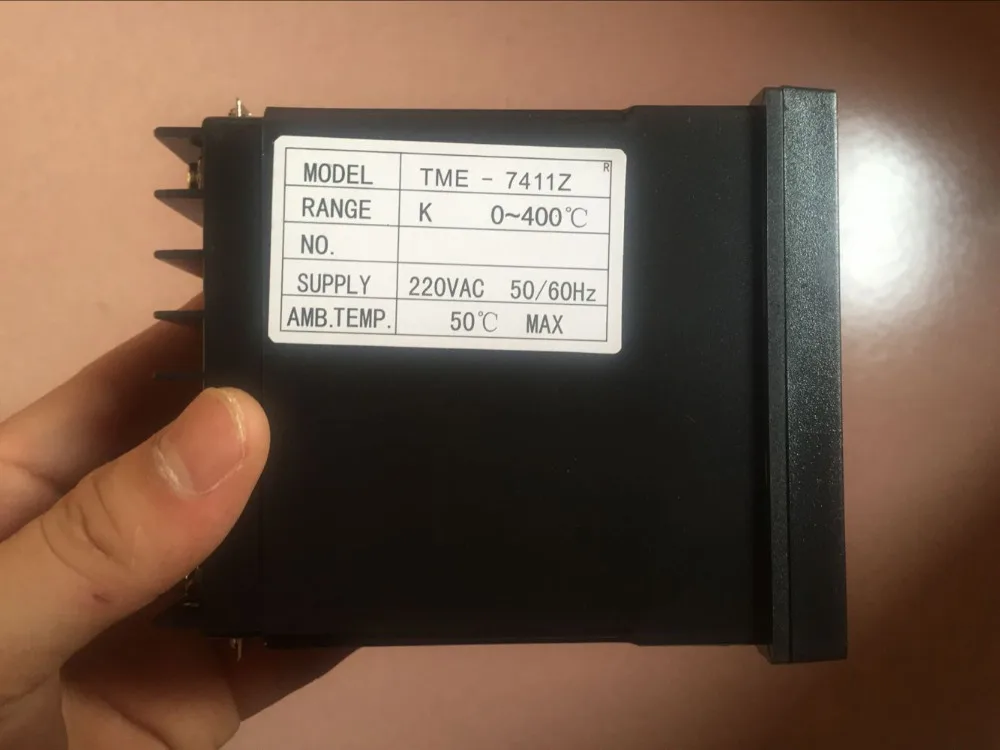 R
MODEL TME - 7411Z
RANGE K 0~400℃
NO.
SUPPLY 220VAC 50/60Hz
AMB.TEMP. 50℃ MAX